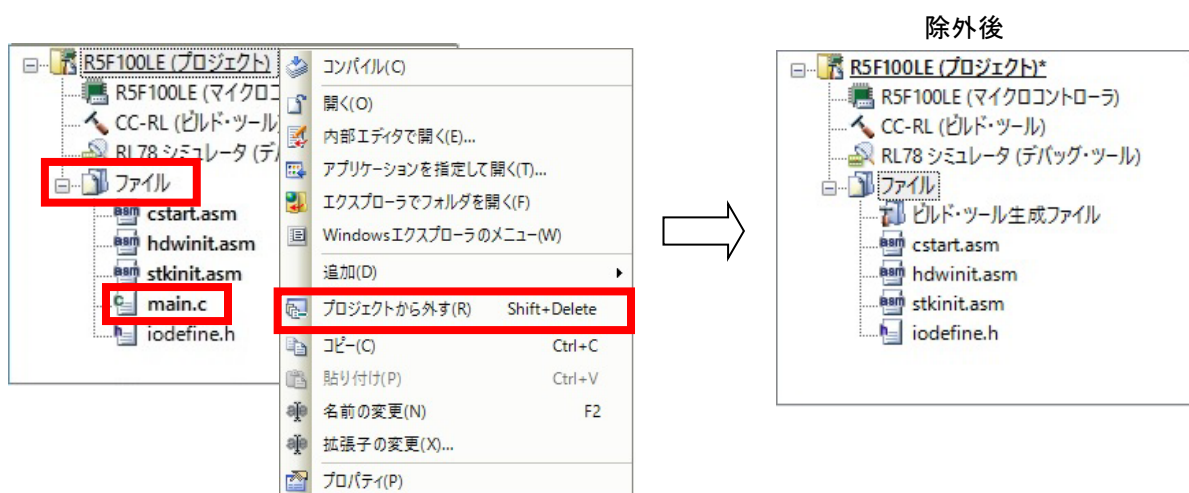 除外後
R5F100LE (プロジェクト)
R5F100LE (マイクロコ
CC-RL (ビルド・ツール
RL78 シミュレータ (デバ
ファイル
cstart.asm
hdwinit.asm
stkinit.asm
main.c
iodefine.h
コンパイル(C)
開く(O)
内部エディタで開く(E)...
アプリケーションを指定して開く(T)...
エクスプローラでフォルダを開く(F)
Windowsエクスプローラのメニュー(W)
追加(D)
プロジェクトから外す(R) Shift+Delete
コピー(C) Ctrl+C
貼り付け(P) Ctrl+V
名前の変更(N) F2
拡張子の変更(X)...
プロパティ(P)
R5F100LE (プロジェクト)*
R5F100LE (マイクロコントローラ)
CC-RL (ビルド・ツール)
RL78 シミュレータ (デバッグ・ツール)
ファイル
ビルド・ツール生成ファイル
cstart.asm
hdwinit.asm
stkinit.asm
iodefine.h